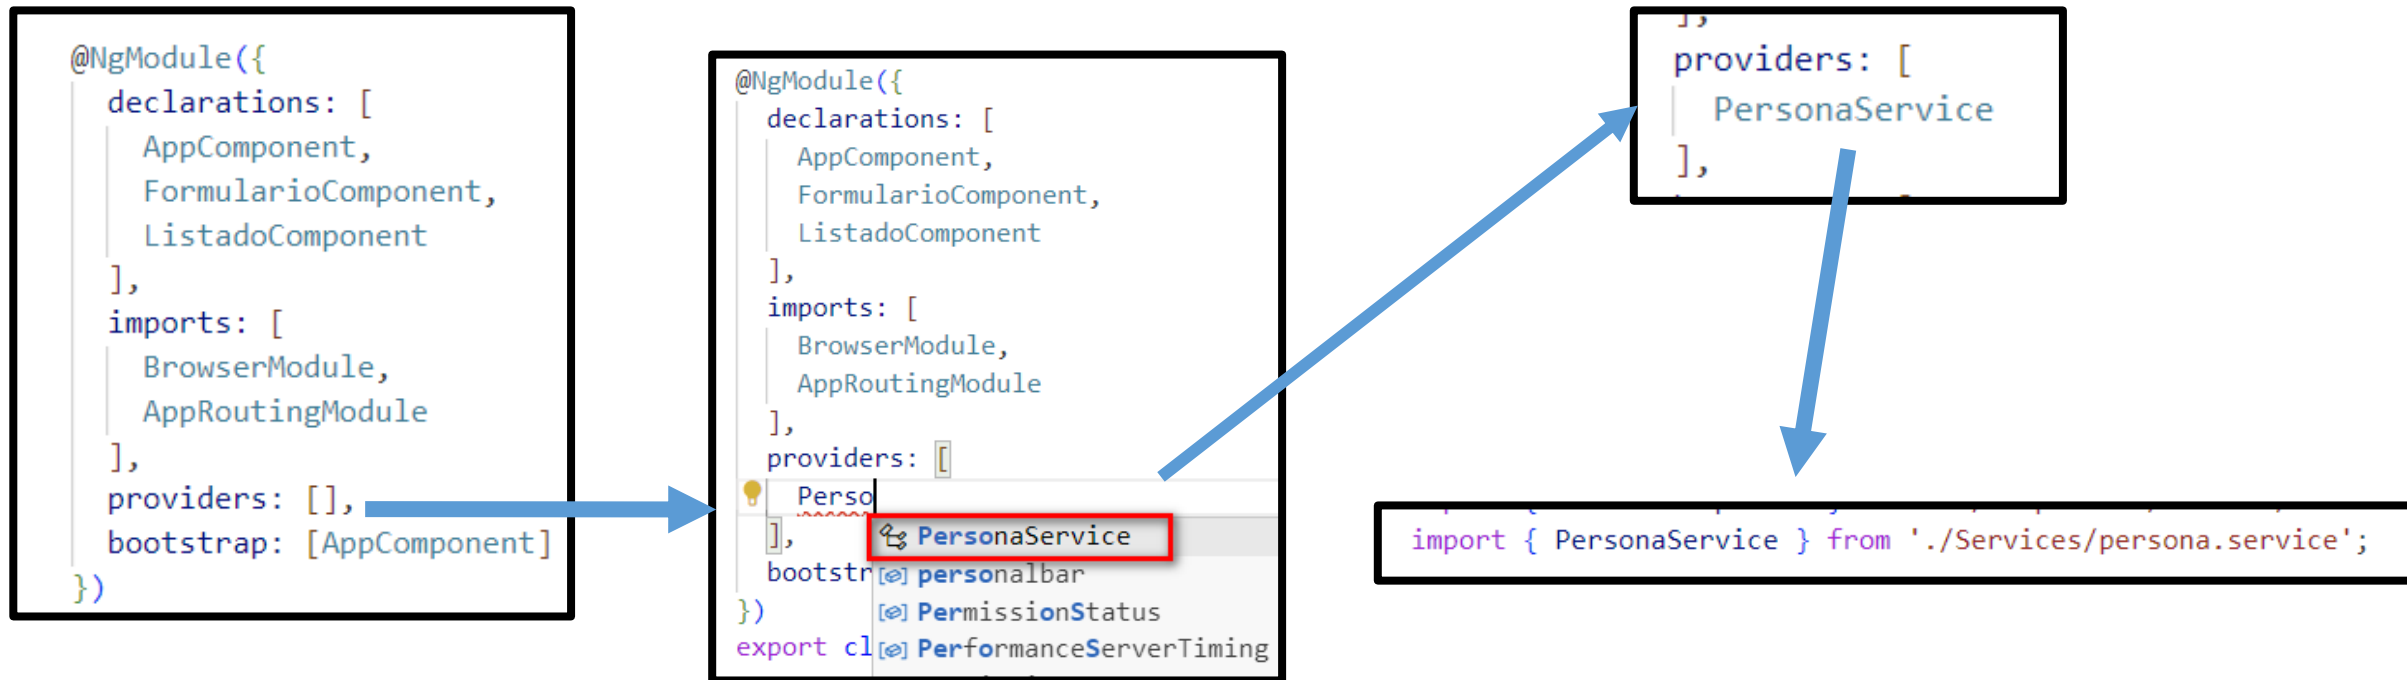 @NgModule({
declarations: [
AppComponent,
FormularioComponent,
ListadoComponent
],
imports: [
BrowserModule,
AppRoutingModule
],
providers: [],
bootstrap: [AppComponent]
})
@NgModule({
declarations: [
AppComponent,
FormularioComponent,
ListadoComponent
],
imports: [
BrowserModule,
AppRoutingModule
],
providers: [
Perso
],
PersonaService
bootstr
personalbar
})
PermissionStatus
export cl
PerformanceServerTiming
],
providers: [
PersonaService
],
import { PersonaService } from './Services/persona.service';